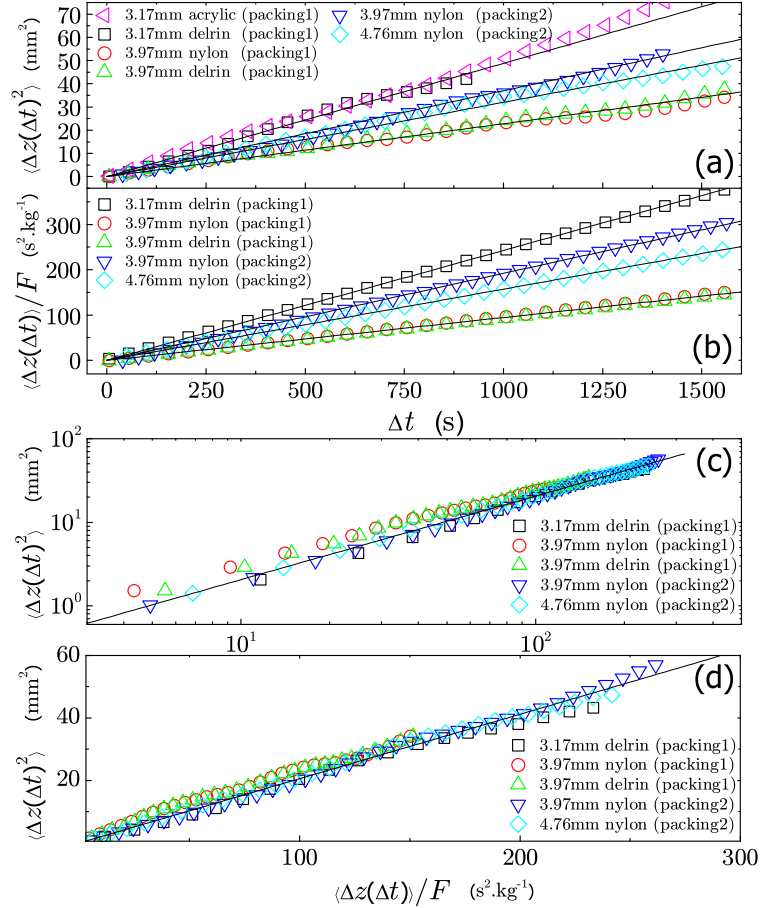 ⟨Δz(Δt)²⟩ (mm²)
70
60
50
40
30
20
10
0
3.17mm acrylic (packing1)
3.17mm delrin (packing1)
3.97mm nylon (packing1)
3.97mm delrin (packing1)
3.97mm nylon (packing2)
4.76mm nylon (packing2)
(a)
⟨Δz(Δt)⟩/F (s².kg⁻¹)
300
200
100
0
3.17mm delrin (packing1)
3.97mm nylon (packing1)
3.97mm delrin (packing1)
3.97mm nylon (packing2)
4.76mm nylon (packing2)
(b)
0 250 500 750 1000 1250 1500
Δt (s)
⟨Δz(Δt)²⟩ (mm²)
10²
10¹
10⁰
(c)
3.17mm delrin (packing1)
3.97mm nylon (packing1)
3.97mm delrin (packing1)
3.97mm nylon (packing2)
4.76mm nylon (packing2)
10¹ 10²
⟨Δz(Δt)²⟩ (mm²)
60
40
20
(d)
3.17mm delrin (packing1)
3.97mm nylon (packing1)
3.97mm delrin (packing1)
3.97mm nylon (packing2)
4.76mm nylon (packing2)
100 200 300
⟨Δz(Δt)⟩/F (s².kg⁻¹)